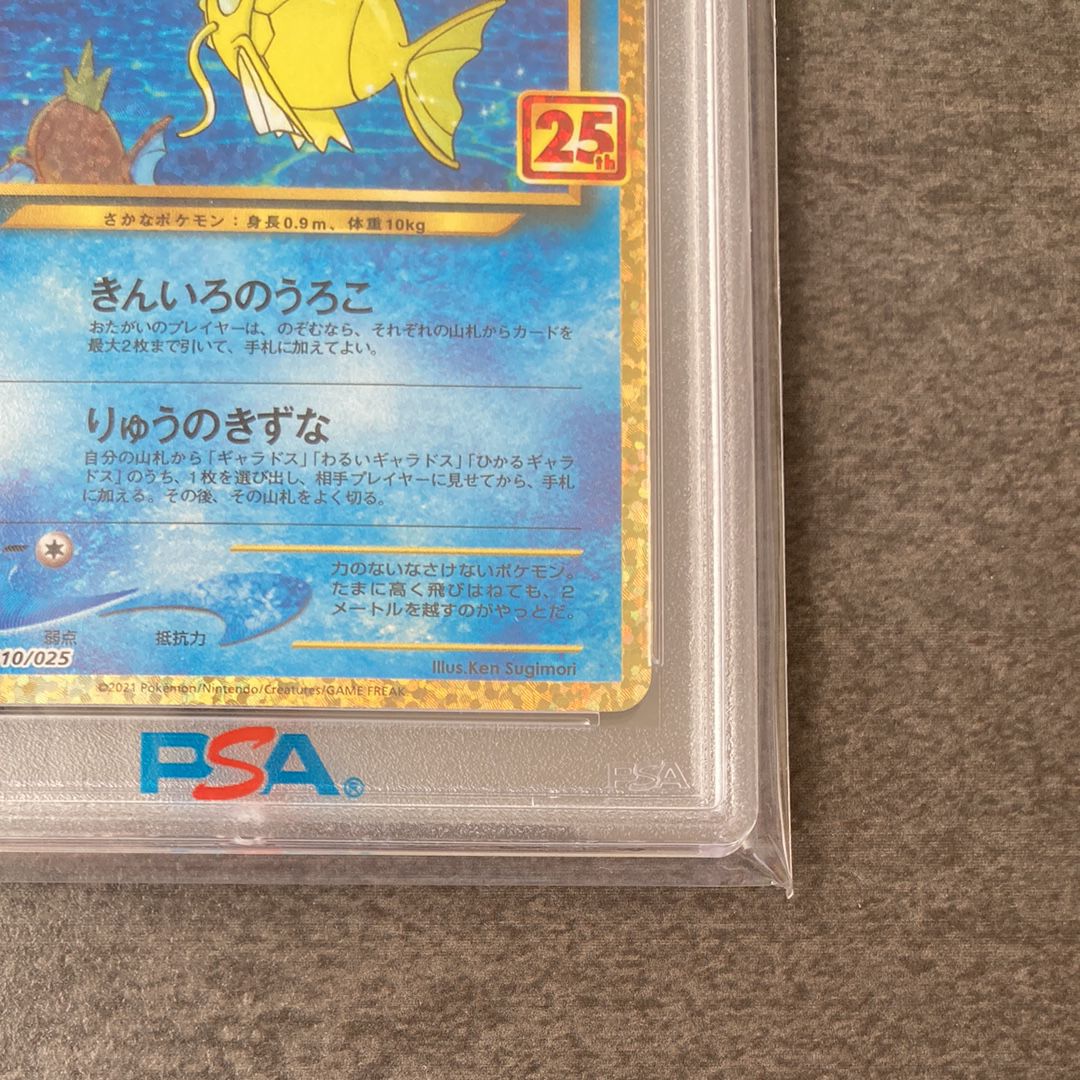 25th
さかなポケモン：身長0.9m、体重10kg
きんいろのうろこ
おたがいのプレイヤーは、のぞむなら、それぞれの山札からカードを
最大2枚まで引いて、手札に加えてよい。
りゅうのきずな
自分の山札から「ギャラドス」「わるいギャラドス」「ひかるギャラ
ドス」のうち、1枚を選び出し、相手プレイヤーに見せてから、手札
に加える。その後、その山札をよく切る。
力のないなさけないポケモン。
たまに高く飛びはねても、2
メートルを越すのがやっとだ。
弱点 抵抗力
10/025
Illus.Ken Sugimori
©2021 Pokémon/Nintendo/Creatures/GAME FREAK
PSA®
PSA